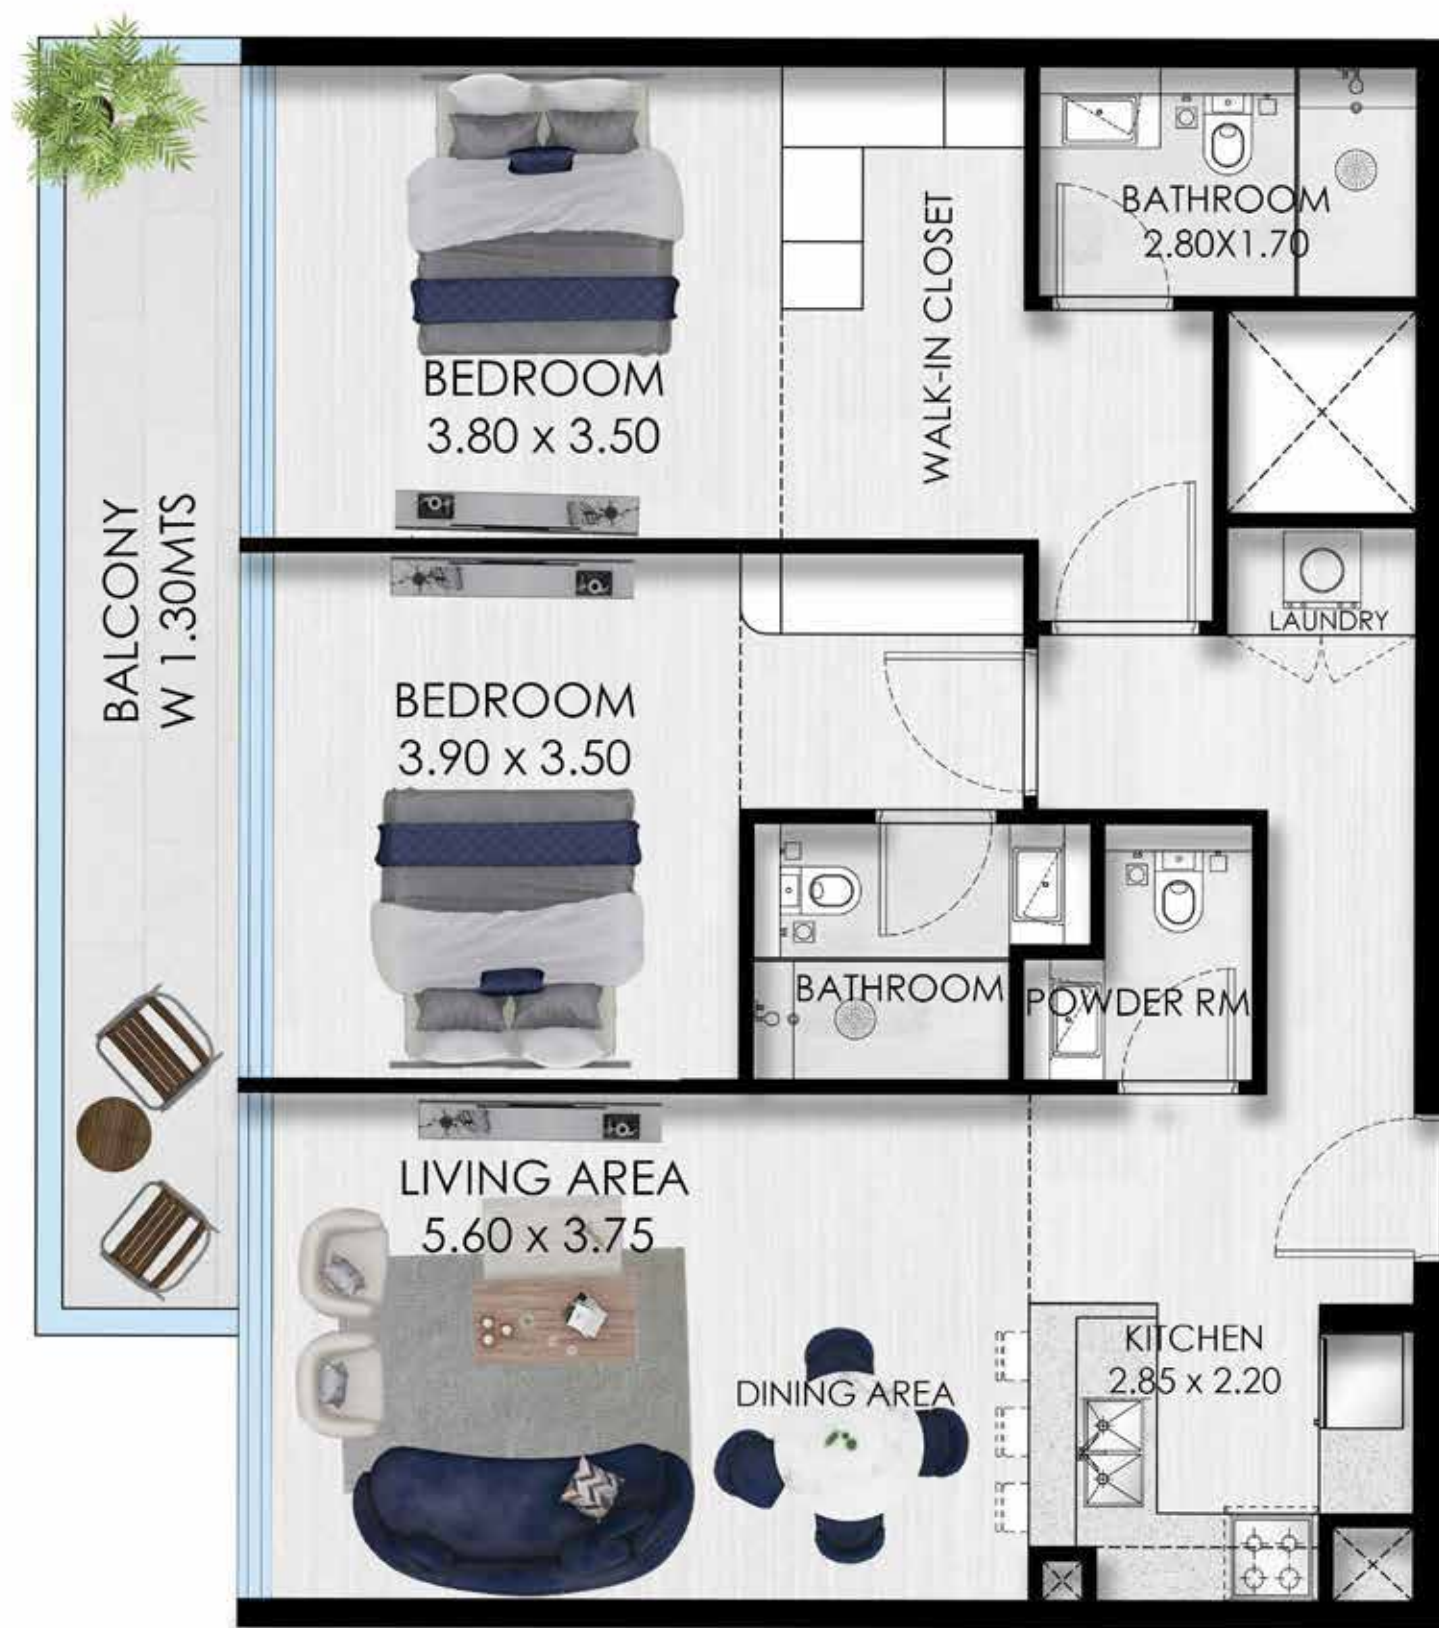 BATHROOM
2.80X1.70
WALK-IN CLOSET
BEDROOM
3.80 x 3.50
BALCONY
W 1.30MTS
LAUNDRY
BEDROOM
3.90 x 3.50
BATHROOM
POWDER RM
LIVING AREA
5.60 x 3.75
KITCHEN
2.85 x 2.20
DINING AREA